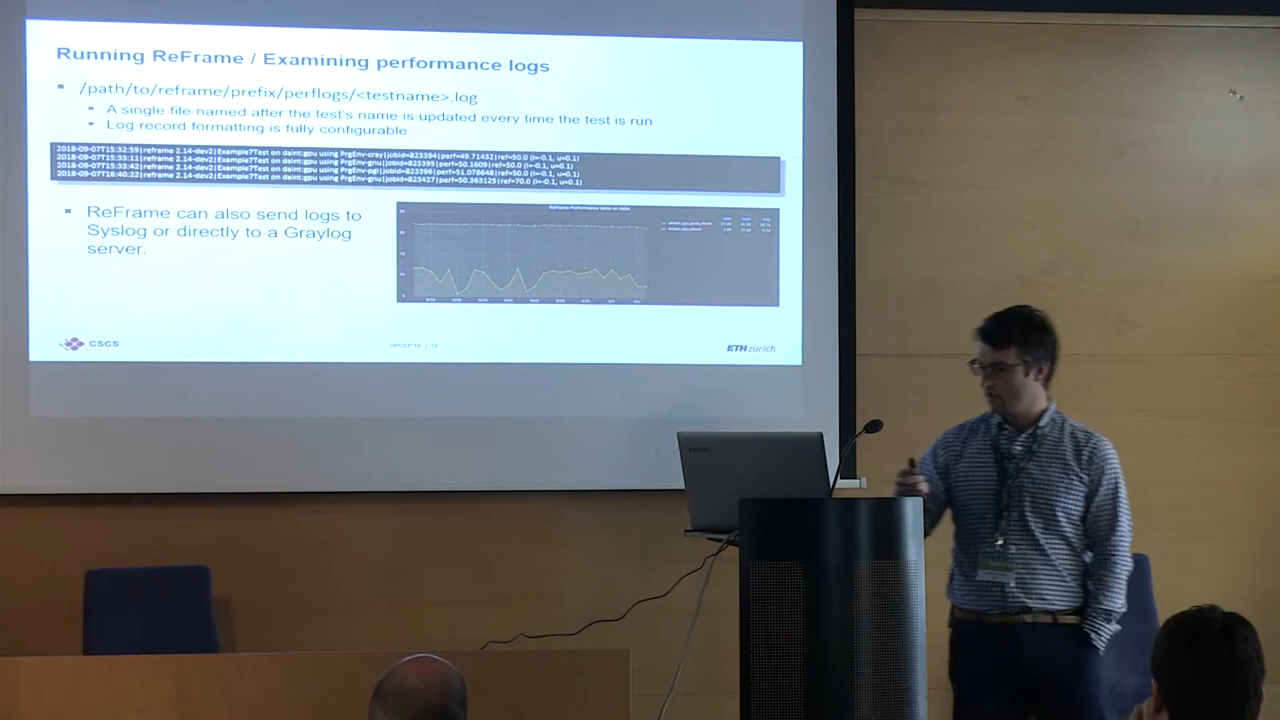 Running ReFrame / Examining performance logs
/path/to/reframe/prefix/perflogs/<testname>.log
A single file named after the test's name is updated every time the test is run
Log record formatting is fully configurable
2018-09-07T15:32:59|reframe 2.14-dev2|Example7Test on daint:gpu using PrgEnv-cray|jobid=823394|perf=49.71432|ref=50.0 (l=-0.1, u=0.1)
2018-09-07T15:33:11|reframe 2.14-dev2|Example7Test on daint:gpu using PrgEnv-gnu|jobid=823395|perf=50.1609|ref=50.0 (l=-0.1, u=0.1)
2018-09-07T15:33:42|reframe 2.14-dev2|Example7Test on daint:gpu using PrgEnv-pgi|jobid=823396|perf=51.078648|ref=50.0 (l=-0.1, u=0.1)
2018-09-07T16:40:22|reframe 2.14-dev2|Example7Test on daint:gpu using PrgEnv-gnu|jobid=823427|perf=50.363125|ref=70.0 (l=-0.1, u=0.1)
ReFrame can also send logs to
Syslog or directly to a Graylog
server.
ReFrame Performance tests on daint
CSCS
ETH zürich